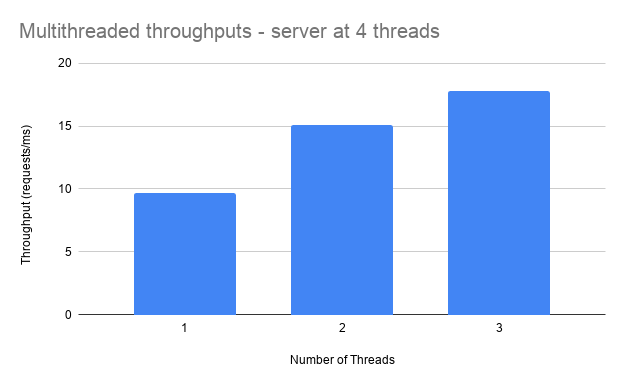 Multithreaded throughputs - server at 4 threads
20
15
10
5
0
Throughput (requests/ms)
1 2 3
Number of Threads